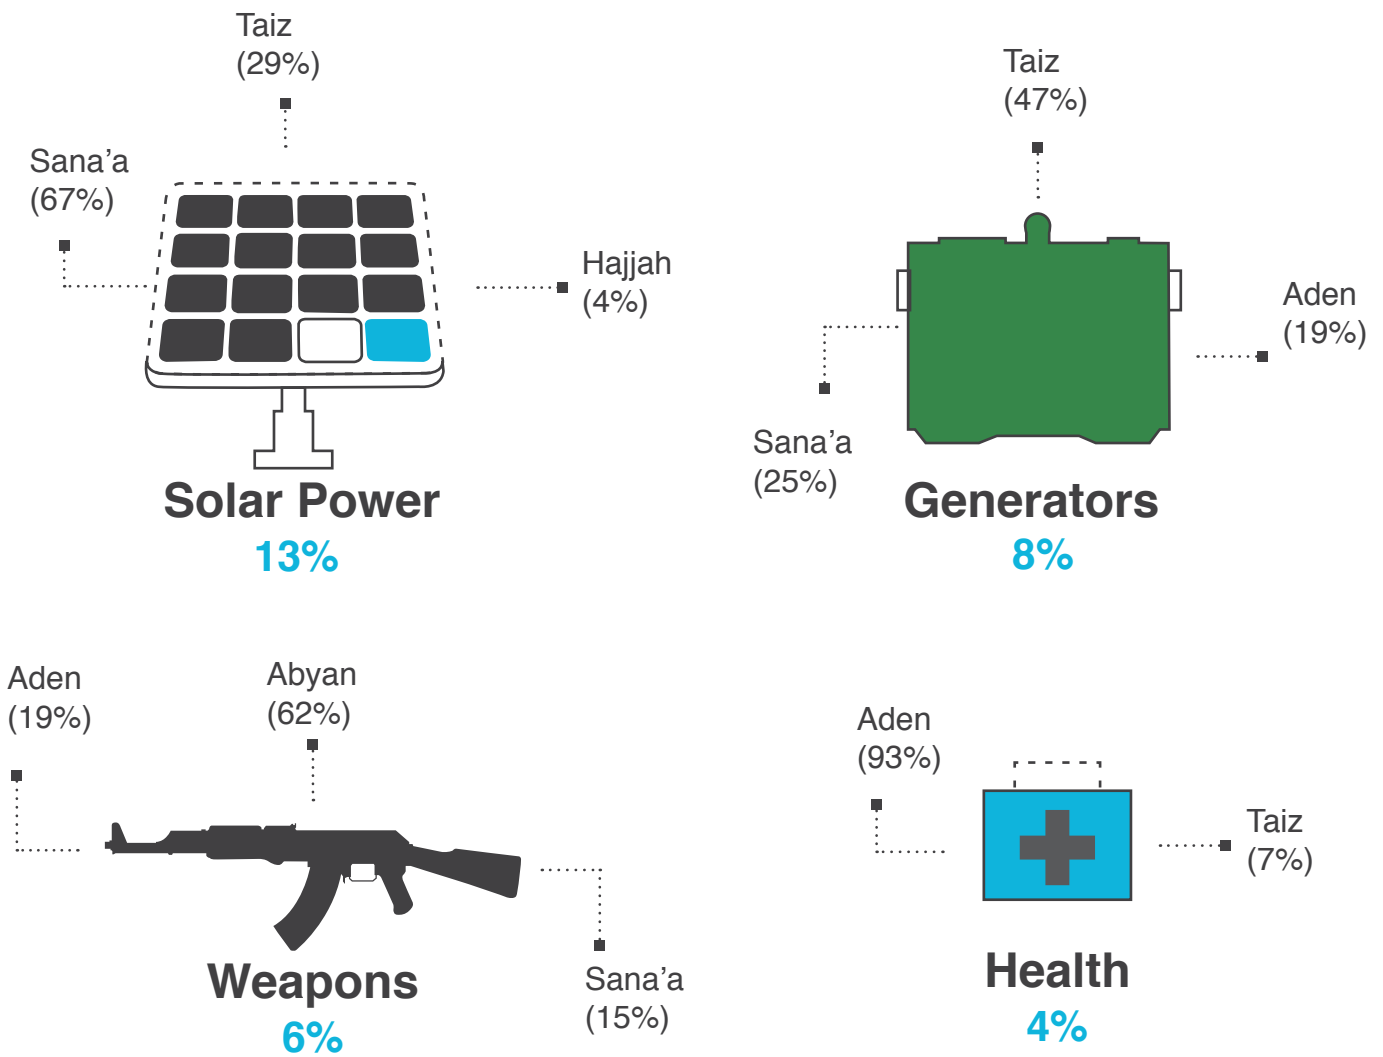 Taiz
(29%)
Sana’a
(67%)
Hajjah
(4%)
Solar Power
13%
Taiz
(47%)
Aden
(19%)
Sana’a
(25%)
Generators
8%
Aden
(19%)
Abyan
(62%)
Sana’a
(15%)
Weapons
6%
Aden
(93%)
Taiz
(7%)
Health
4%